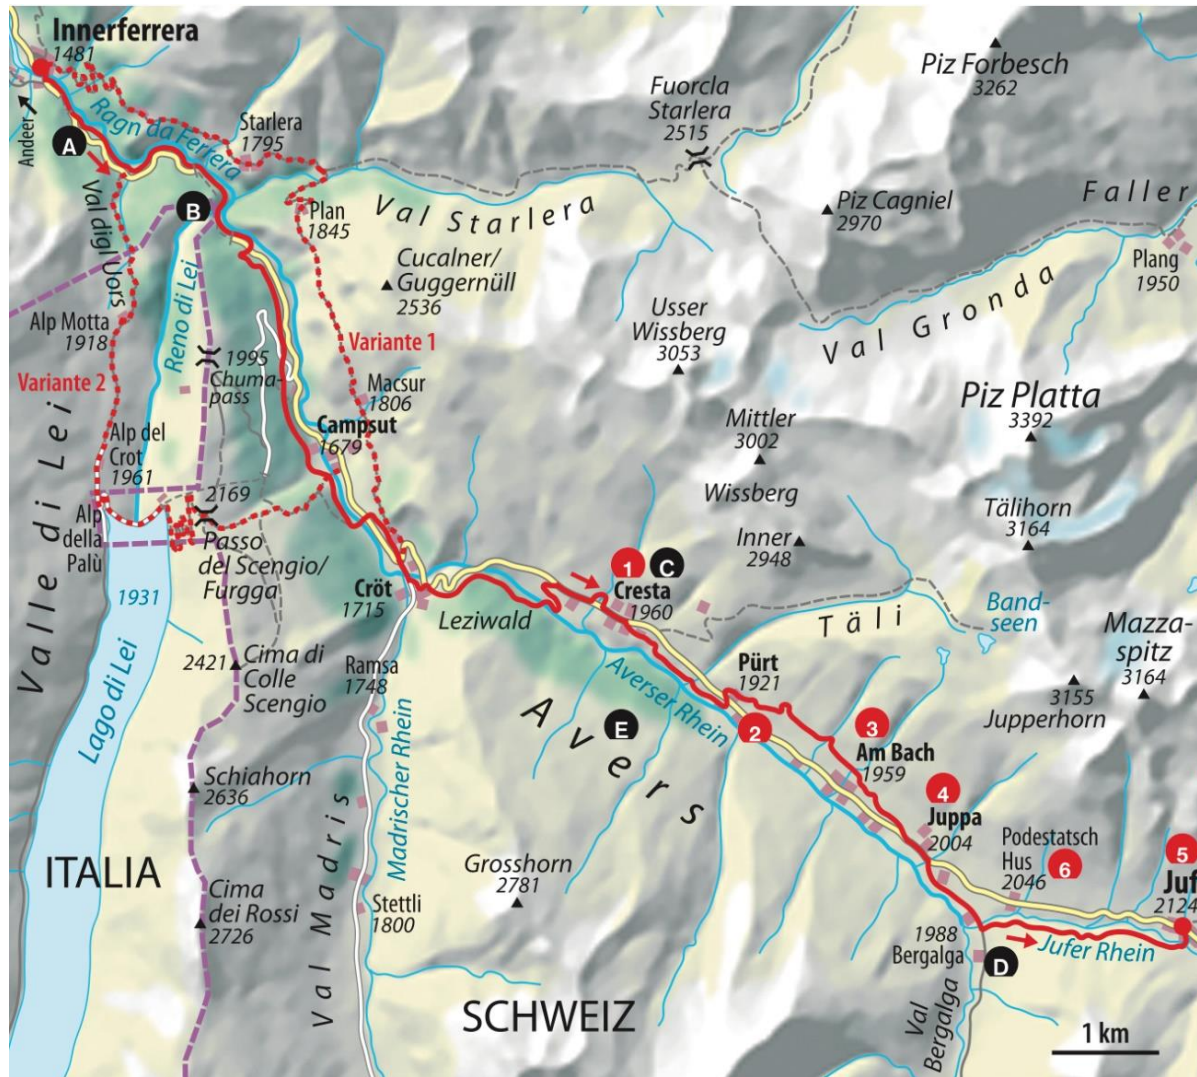 Innerferrera
1481
Andeer
A
Ragn da Ferrera
Starlera
1795
Fuorcla
Starlera
2515
Piz Forbesch
3262
Val digl Uors
B
Plan
1845
Val Starlera
Piz Cagniel
2970
Faller
Plang
1950
Cucalner/
Guggernüll
2536
Reno di Lei
Alp Motta
1918
Usser
Wissberg
3053
Val Gronda
Variante 1
Variante 2
1995
Chuma-
pass
Macsur
1806
Piz Platta
3392
Campsut
1679
Mittler
3002
Wissberg
Alp del
Crot
1961
2169
Valle di Lei
Alp
della
Palù
Passo
del Scengio/
Furgga
Inner
2948
Tälihorn
3164
1
C
Cresta
1960
Cröt
1715
Leziwald
1931
Täli
Band-
seen
Mazza-
spitz
3164
2421
Cima di
Colle
Scengio
Ramsa
1748
Averser Rhein
Pürt
1921
3155
Jupperhorn
Lago di Lei
Avers
E
2
3
Am Bach
1959
Madrischer Rhein
Schiahorn
2636
4
Juppa
2004
Podestatsch
Hus
2046
6
5
Juf
2124
ITALIA
Val Madris
Grosshorn
2781
Cima
dei Rossi
2726
Stettli
1800
1988
Bergalga
D
Jufer Rhein
SCHWEIZ
Val
Bergalga
1 km